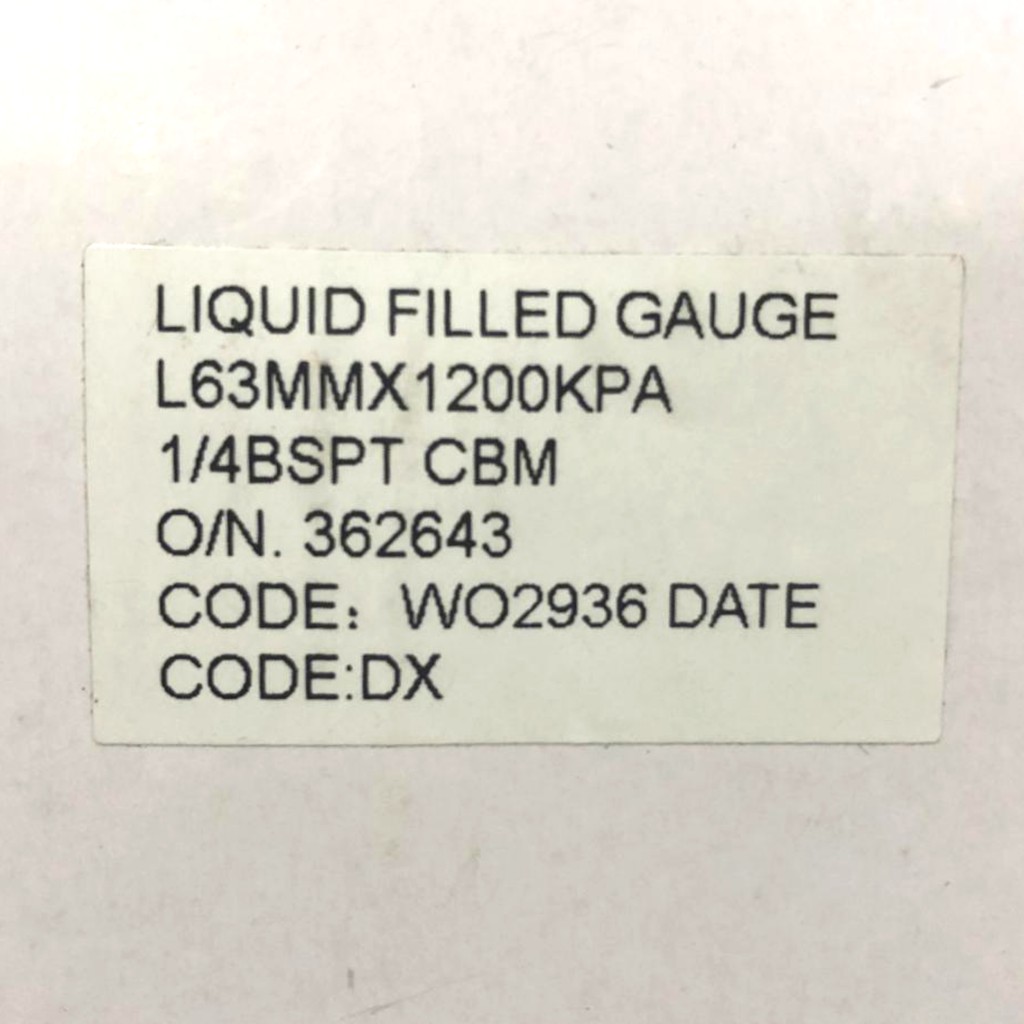 LIQUID FILLED GAUGE
L63MMX1200KPA
1/4BSPT CBM
O/N. 362643
CODE： WO2936 DATE
CODE:DX